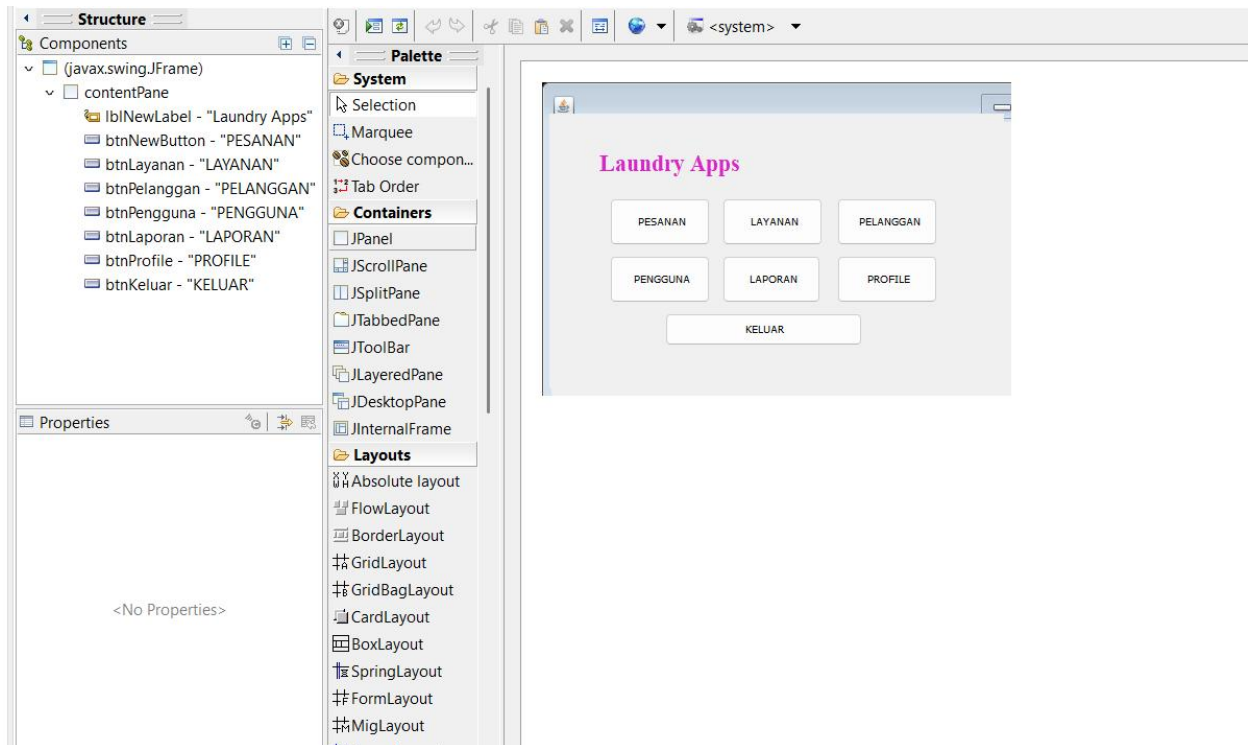 Structure
Components
(javax.swing.JFrame)
contentPane
lblNewLabel - "Laundry Apps"
btnNewButton - "PESANAN"
btnLayanan - "LAYANAN"
btnPelanggan - "PELANGGAN"
btnPengguna - "PENGGUNA"
btnLaporan - "LAPORAN"
btnProfile - "PROFILE"
btnKeluar - "KELUAR"
Properties
<No Properties>
<system>
Palette
System
Selection
Marquee
Choose compon...
Tab Order
Containers
JPanel
JScrollPane
JSplitPane
JTabbedPane
JToolBar
JLayeredPane
JDesktopPane
JInternalFrame
Layouts
Absolute layout
FlowLayout
BorderLayout
GridLayout
GridBagLayout
CardLayout
BoxLayout
SpringLayout
FormLayout
MigLayout
Laundry Apps
PESANAN LAYANAN PELANGGAN
PENGGUNA LAPORAN PROFILE
KELUAR